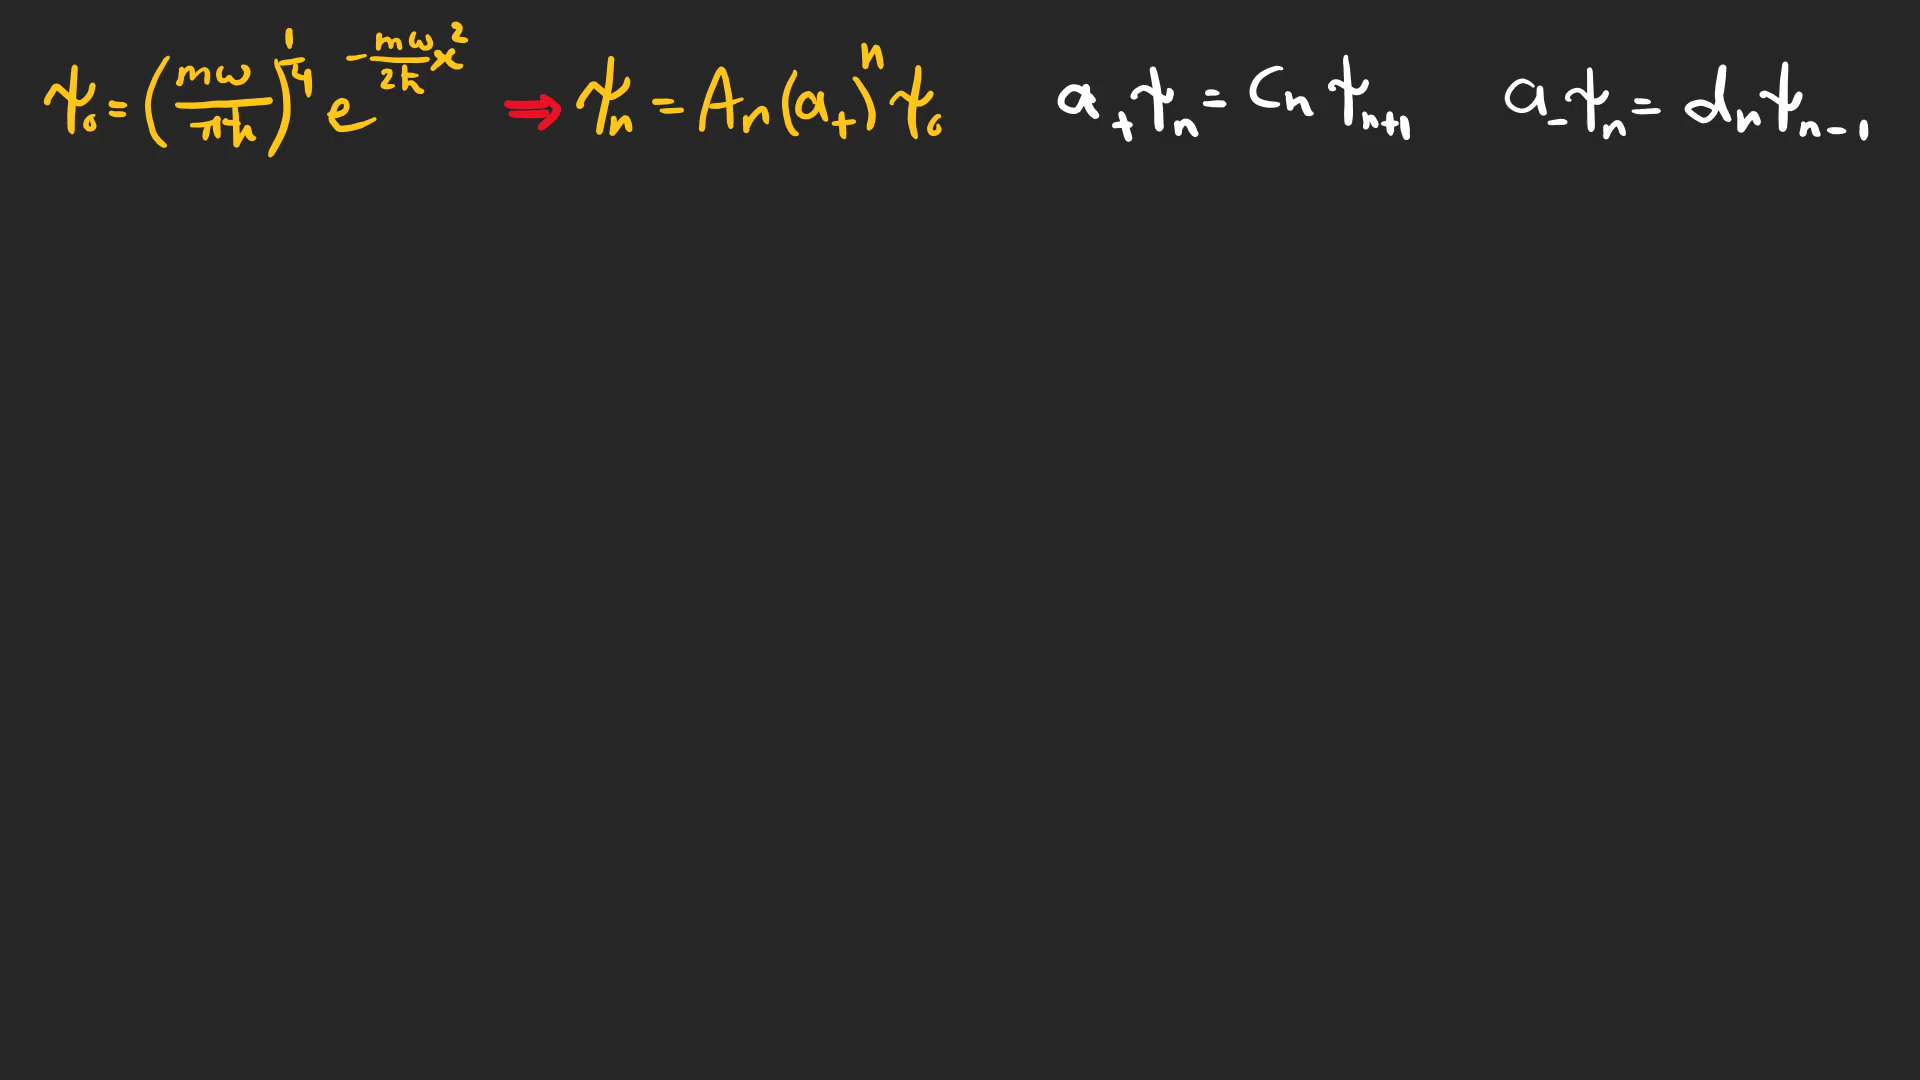 ψ₀ = (mω/πħ)^(1/4) e^(-(mω/2ħ)x²) ⇒ ψₙ = Aₙ(a₊)ⁿψ₀ a₊ψₙ = Cₙψₙ₊₁ a₋ψₙ = dₙψₙ₋₁